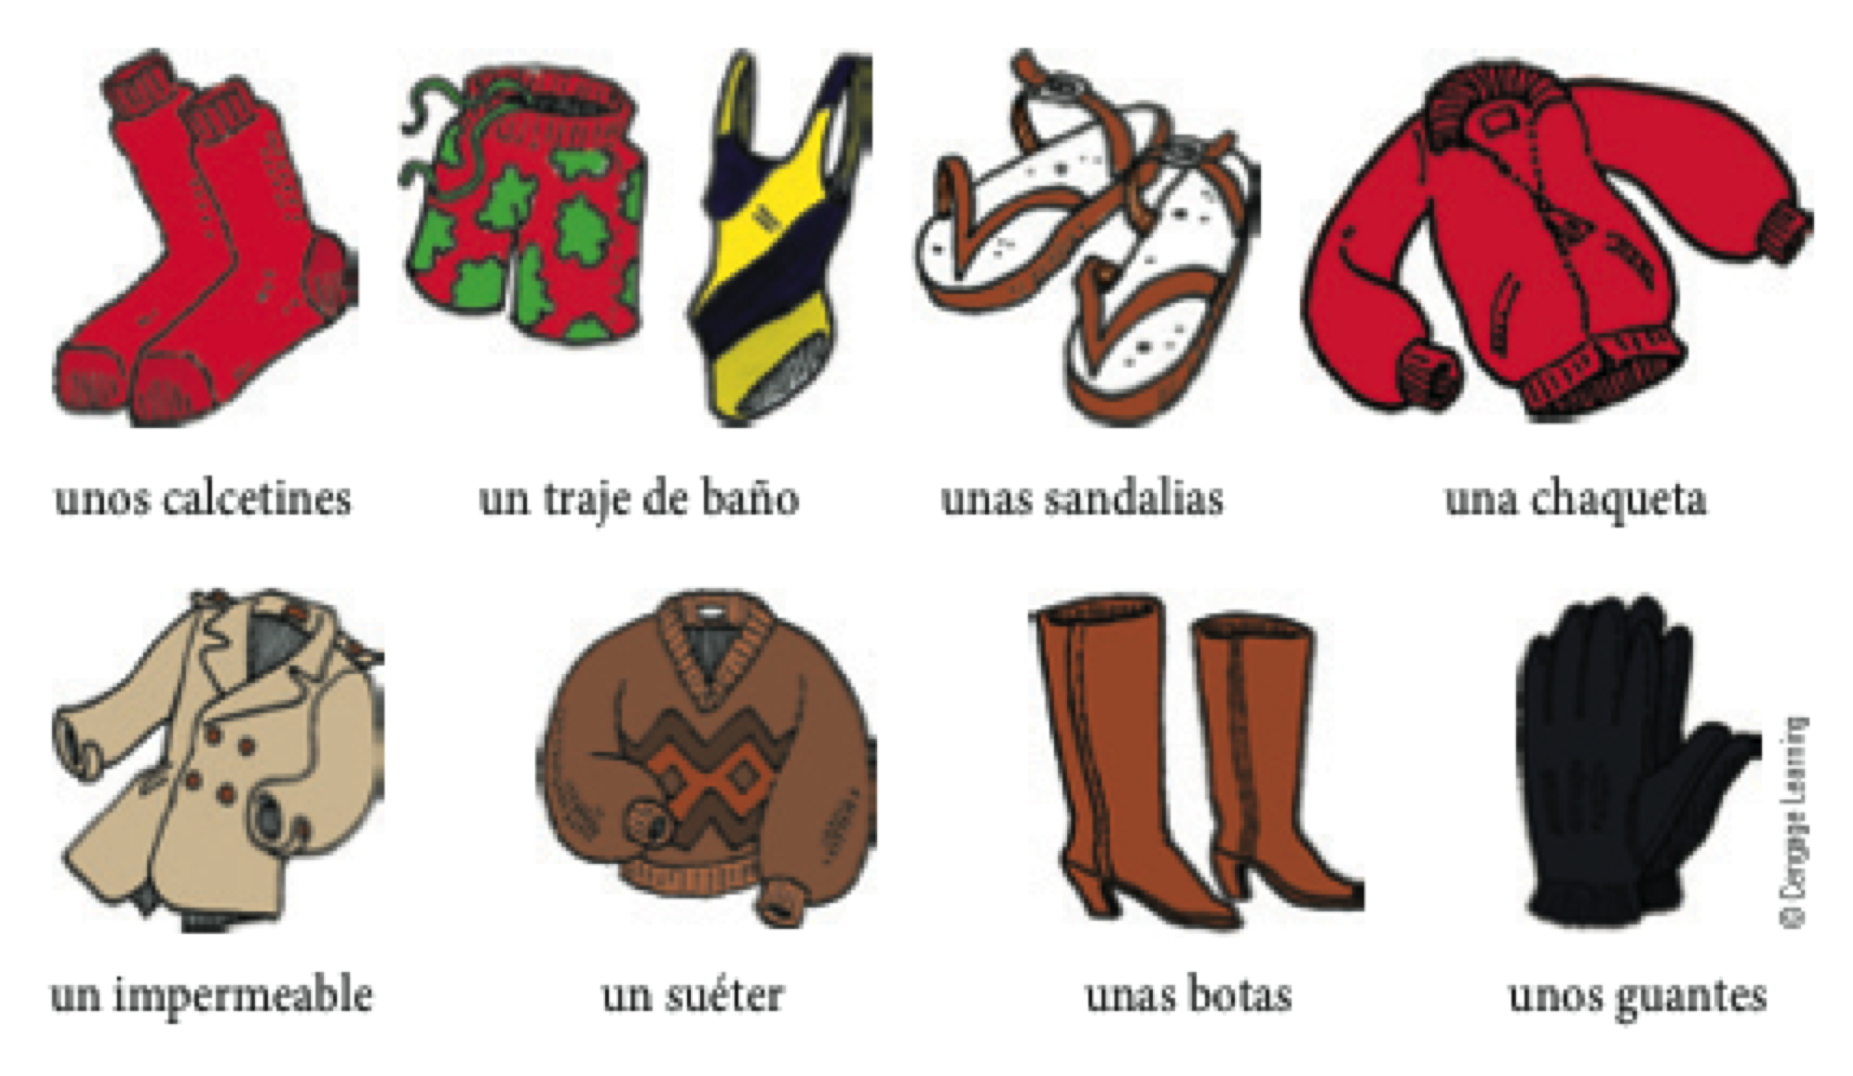 unos calcetines
un traje de baño
unas sandalias
una chaqueta
un impermeable
un suéter
unas botas
unos guantes
© Cengage Learning